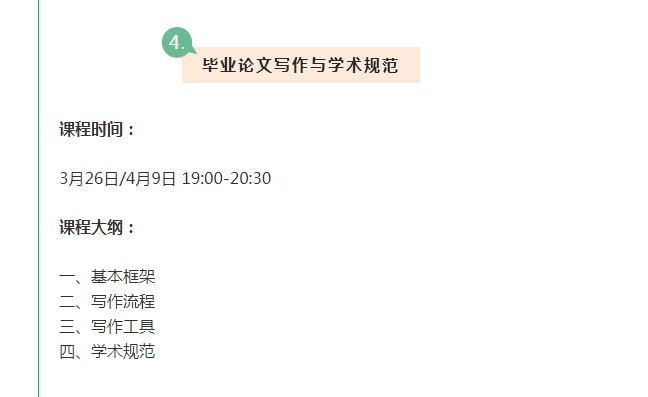 4.
毕业论文写作与学术规范
课程时间：
3月26日/4月9日 19:00-20:30
课程大纲：
一、基本框架
二、写作流程
三、写作工具
四、学术规范